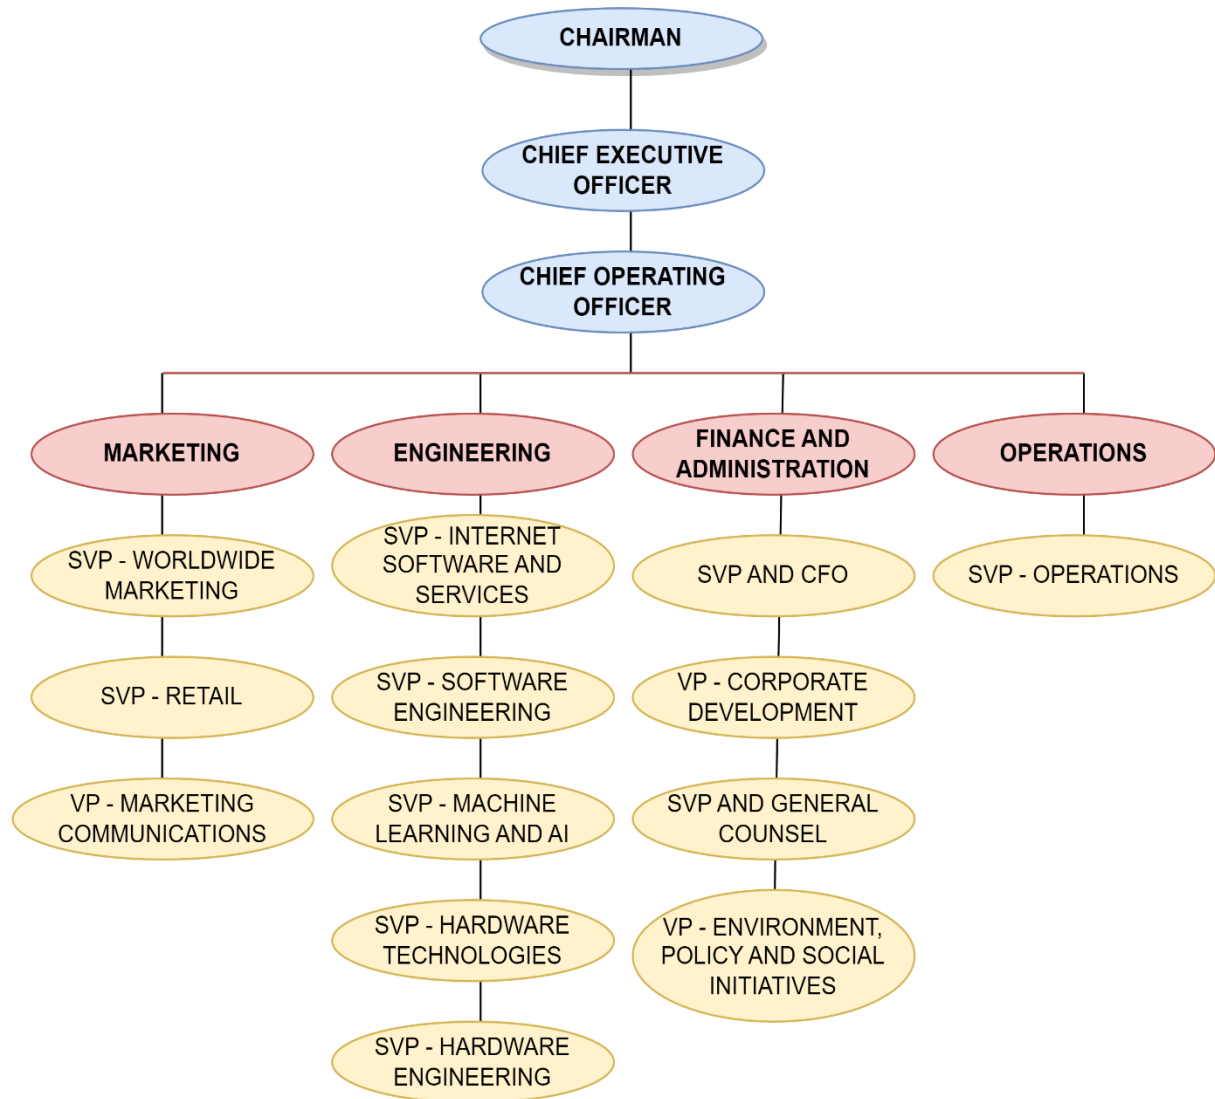 CHAIRMAN
CHIEF EXECUTIVE
OFFICER
CHIEF OPERATING
OFFICER
MARKETING
ENGINEERING
FINANCE AND
ADMINISTRATION
OPERATIONS
SVP - WORLDWIDE
MARKETING
SVP - INTERNET
SOFTWARE AND
SERVICES
SVP AND CFO
SVP - OPERATIONS
SVP - RETAIL
SVP - SOFTWARE
ENGINEERING
VP - CORPORATE
DEVELOPMENT
VP - MARKETING
COMMUNICATIONS
SVP - MACHINE
LEARNING AND AI
SVP AND GENERAL
COUNSEL
SVP - HARDWARE
TECHNOLOGIES
VP - ENVIRONMENT,
POLICY AND SOCIAL
INITIATIVES
SVP - HARDWARE
ENGINEERING